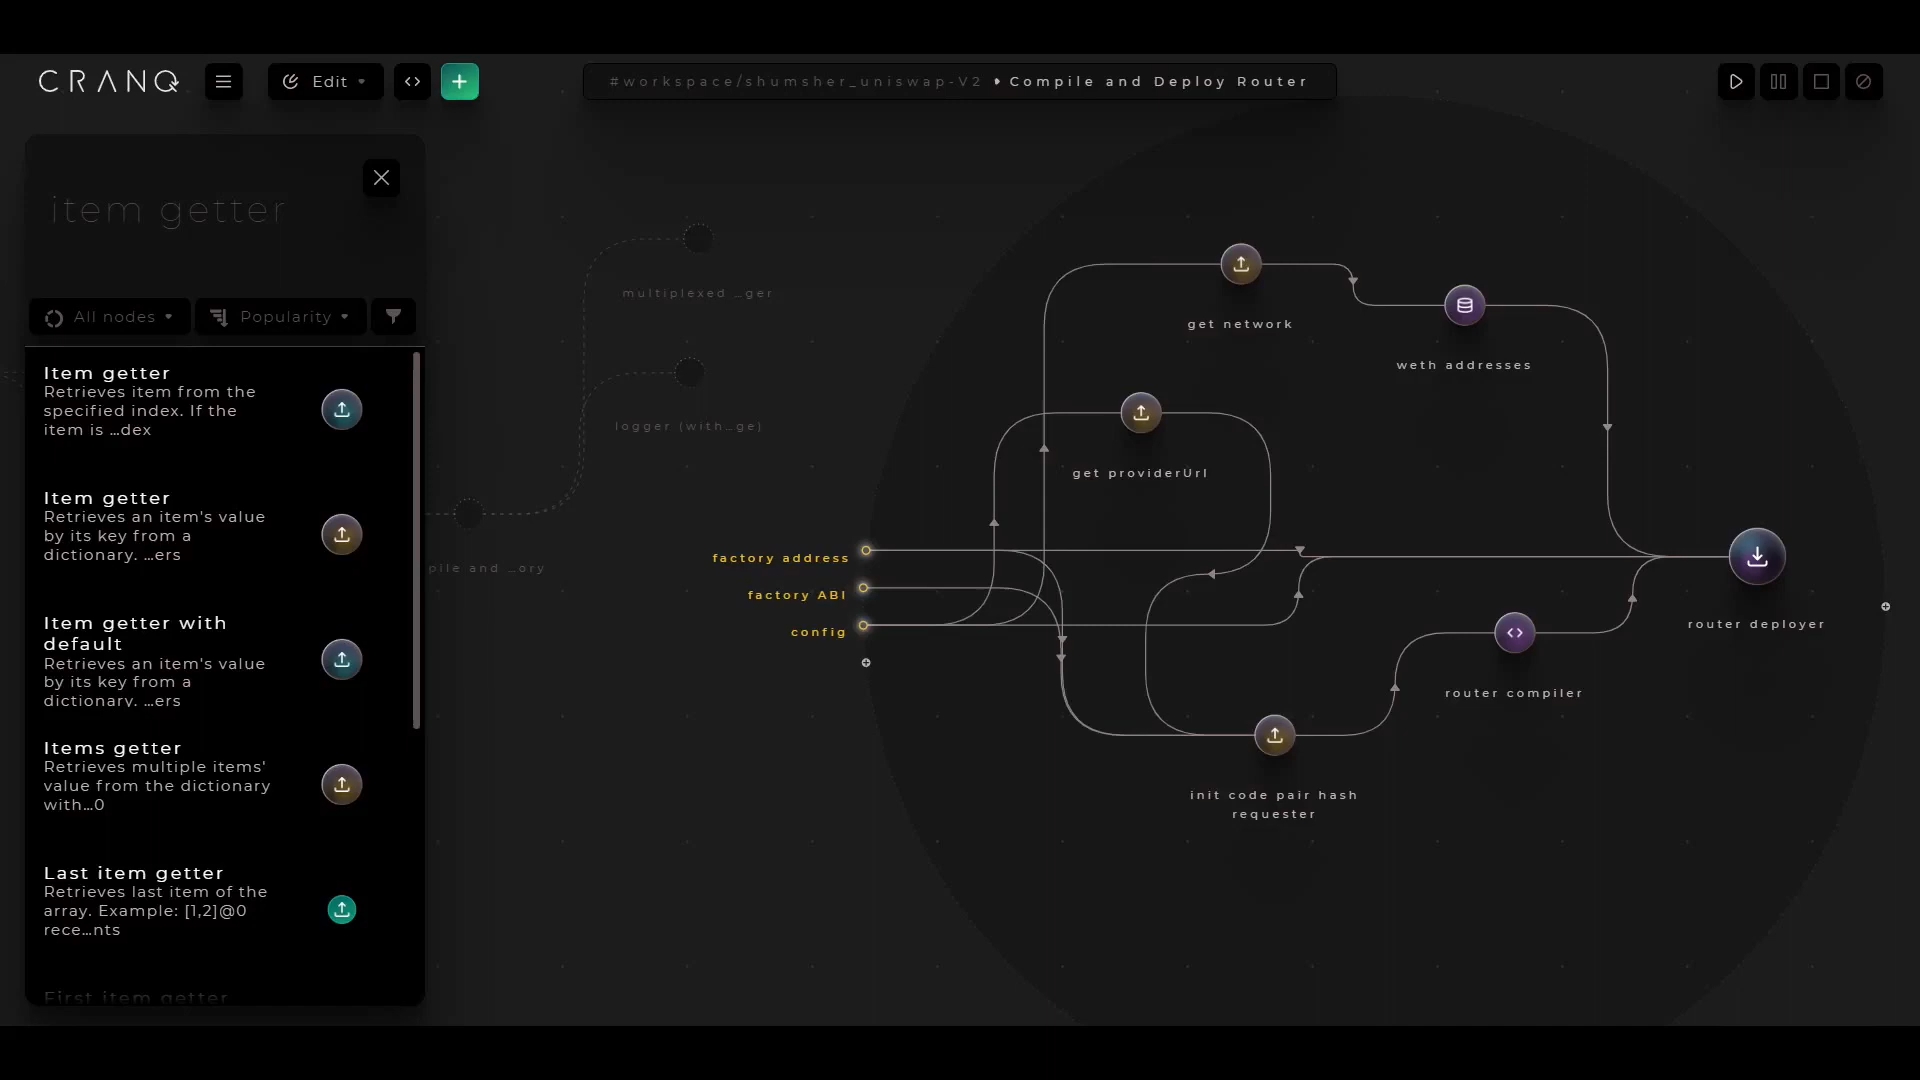 CRANQ
Edit
#workspace/shumsher_uniswap-V2 • Compile and Deploy Router
item getter
All nodes
Popularity
Item getter
Retrieves item from the
specified index. If the
item is ...dex
Item getter
Retrieves an item's value
by its key from a
dictionary. ...ers
Item getter with
default
Retrieves an item's value
by its key from a
dictionary. ...ers
Items getter
Retrieves multiple items'
value from the dictionary
with...0
Last item getter
Retrieves last item of the
array. Example: [1,2]@0
rece...nts
First item getter
multiplexed ...ger
logger (with...ge)
pile and ...ory
get network
weth addresses
get providerUrl
factory address
factory ABI
config
router deployer
router compiler
init code pair hash
requester